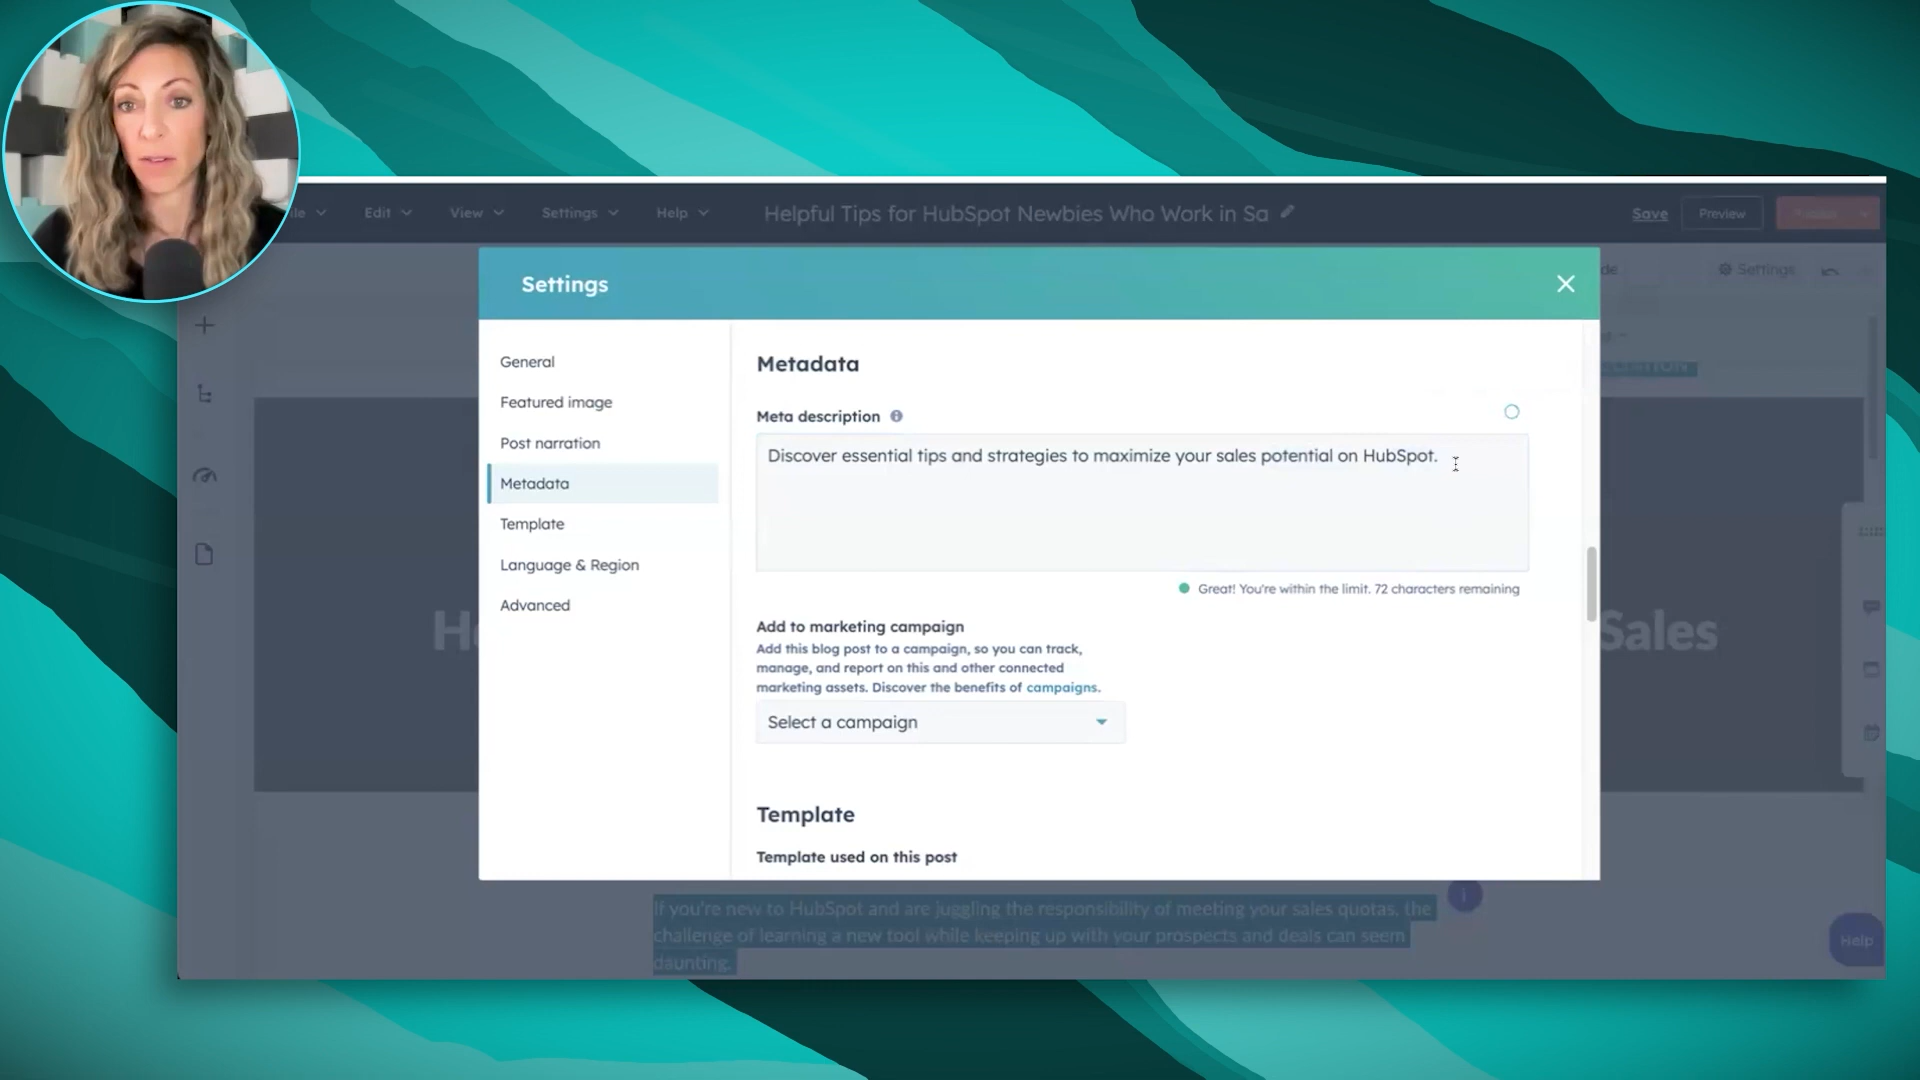 Edit
View
Settings
Help
Helpful Tips for HubSpot Newbies Who Work in Sa
Save
Preview
Settings
Settings
General
Featured image
Post narration
Metadata
Template
Language & Region
Advanced
Metadata
Meta description
Discover essential tips and strategies to maximize your sales potential on HubSpot.
Great! You're within the limit. 72 characters remaining
Add to marketing campaign
Add this blog post to a campaign, so you can track,
manage, and report on this and other connected
marketing assets. Discover the benefits of campaigns.
Select a campaign
Sales
Template
Template used on this post
If you're new to HubSpot and are juggling the responsibility of meeting your sales quotas, the
challenge of learning a new tool while keeping up with your prospects and deals can seem
daunting.
Help